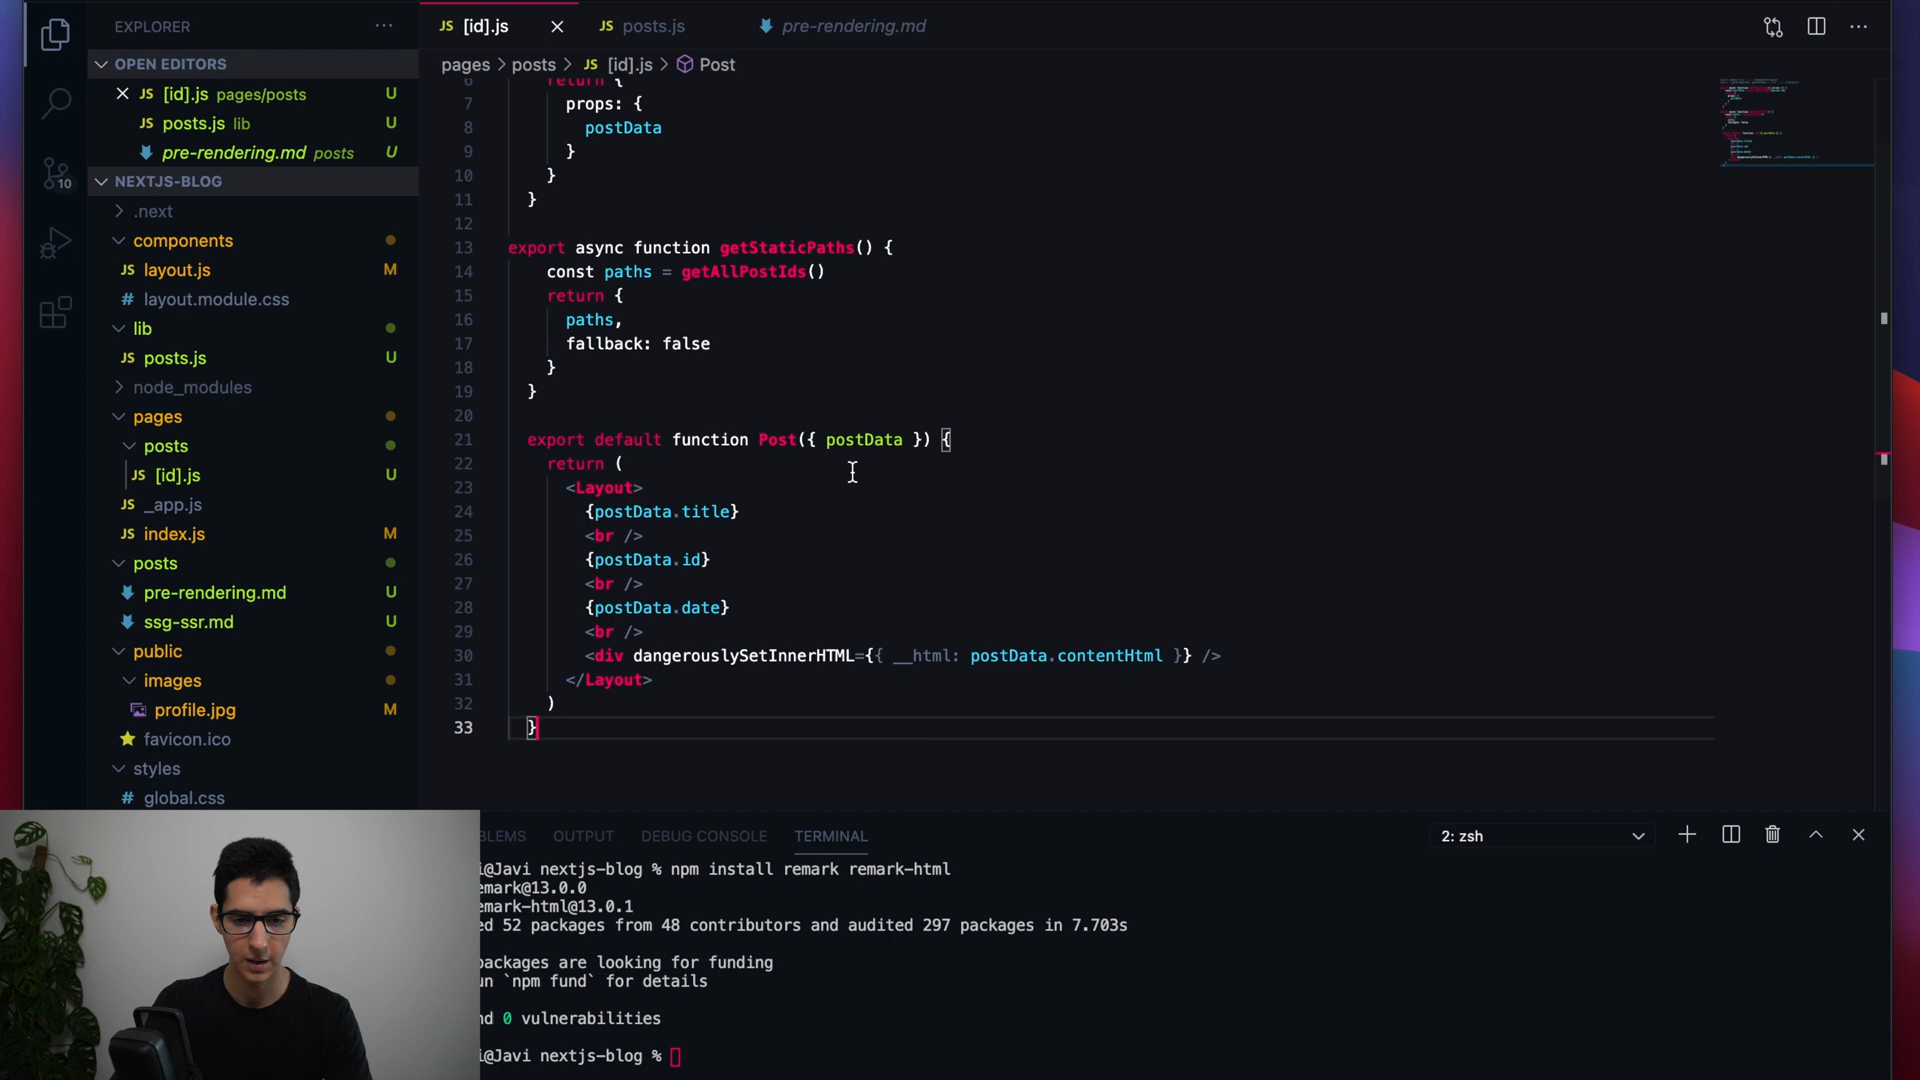 EXPLORER
OPEN EDITORS
JS [id].js pages/posts U
JS posts.js lib U
pre-rendering.md posts U
NEXTJS-BLOG
.next
components
JS layout.js M
# layout.module.css
lib
JS posts.js U
node_modules
pages
posts
JS [id].js
JS _app.js
JS index.js M
posts
pre-rendering.md U
ssg-ssr.md U
public
images
profile.jpg M
favicon.ico
styles
# global.css
10
JS [id].js
JS posts.js
pre-rendering.md
pages > posts > JS [id].js > Post
6 return {
7 props: {
8 postData
9 }
10 }
11 }
12
13 export async function getStaticPaths() {
14 const paths = getAllPostIds()
15 return {
16 paths,
17 fallback: false
18 }
19 }
20
21 export default function Post({ postData }) {
22 return (
23 <Layout>
24 {postData.title}
25 <br />
26 {postData.id}
27 <br />
28 {postData.date}
29 <br />
30 <div dangerouslySetInnerHTML={{ __html: postData.contentHtml }} />
31 </Layout>
32 )
33 }
BLEMS OUTPUT DEBUG CONSOLE TERMINAL 2: zsh
i@Javi nextjs-blog % npm install remark remark-html
emark@13.0.0
emark-html@13.0.1
ed 52 packages from 48 contributors and audited 297 packages in 7.703s
packages are looking for funding
un `npm fund` for details
nd 0 vulnerabilities
i@Javi nextjs-blog %